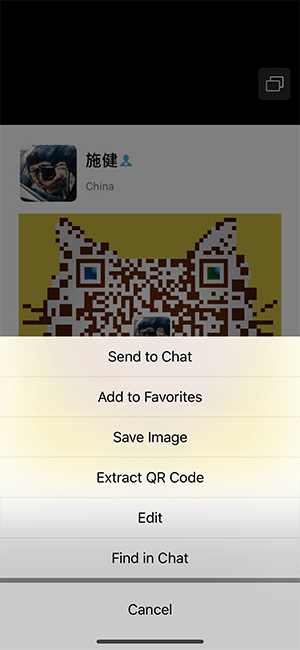 施健
China
Send to Chat
Add to Favorites
Save Image
Extract QR Code
Edit
Find in Chat
Cancel